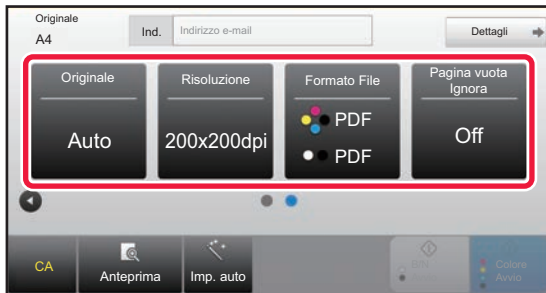 Originale
A4
Ind.
Indirizzo e-mail
Dettagli
Originale
Auto
Risoluzione
200x200dpi
Formato File
PDF
PDF
Pagina vuota
Ignora
Off
CA
Anteprima
Imp. auto
B/N
Avvio
Colore
Avvio